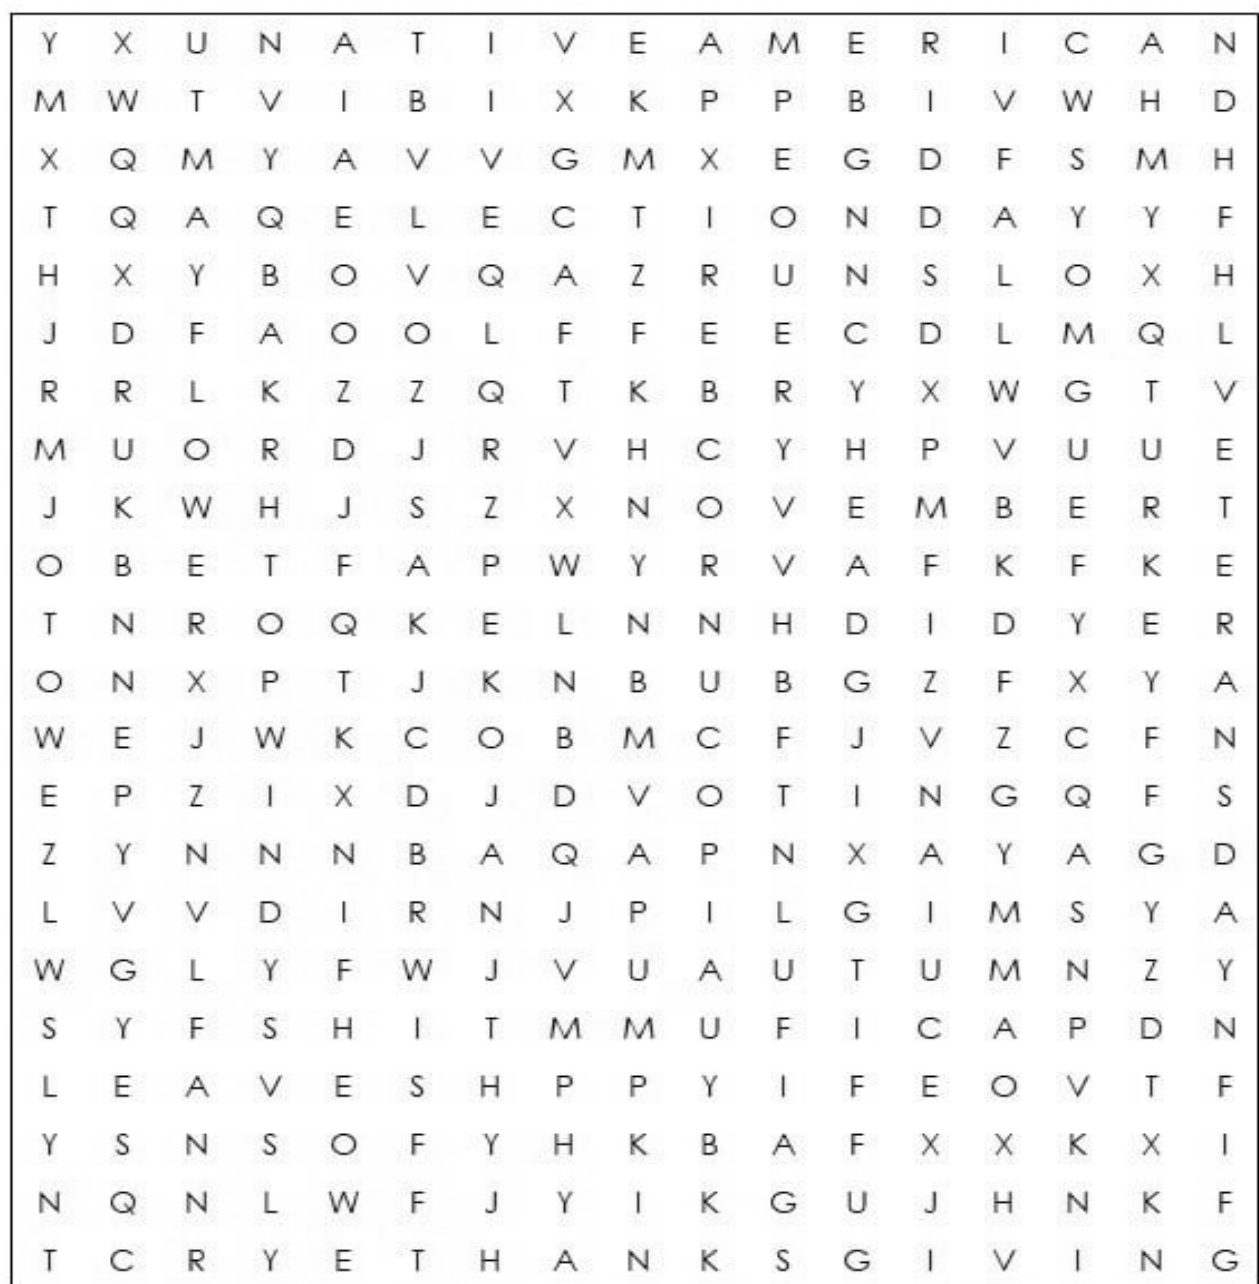 Y X U N A T I V E A M E R I C A N
M W T V I B I X K P P B I V W H D
X Q M Y A V V G M X E G D F S M H
T Q A Q E L E C T I O N D A Y Y F
H X Y B O V Q A Z R U N S L O X H
J D F A O O L F F E E C D L M Q L
R R L K Z Z Q T K B R Y X W G T V
M U O R D J R V H C Y H P V U U E
J K W H J S Z X N O V E M B E R T
O B E T F A P W Y R V A F K F K E
T N R O Q K E L N N H D I D Y E R
O N X P T J K N B U B G Z F X Y A
W E J W K C O B M C F J V Z C F N
E P Z I X D J D V O T I N G Q F S
Z Y N N N B A Q A P N X A Y A G D
L V V D I R N J P I L G I M S Y A
W G L Y F W J V U A U T U M N Z Y
S Y F S H I T M M U F I C A P D N
L E A V E S H P P Y I F E O V T F
Y S N S O F Y H K B A F X X K X I
N Q N L W F J Y I K G U J H N K F
T C R Y E T H A N K S G I V I N G